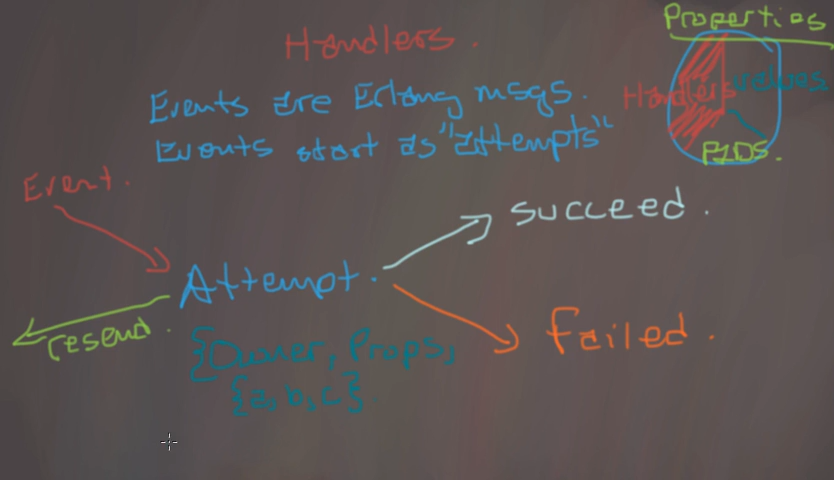 Properties
Handlers.
Handlers values
PIDS.
Events are Erlang msgs.
Events start as "attempts"
Event.
succeed.
Attempt.
resend.
failed.
{Owner, Props,
{a,b,c}